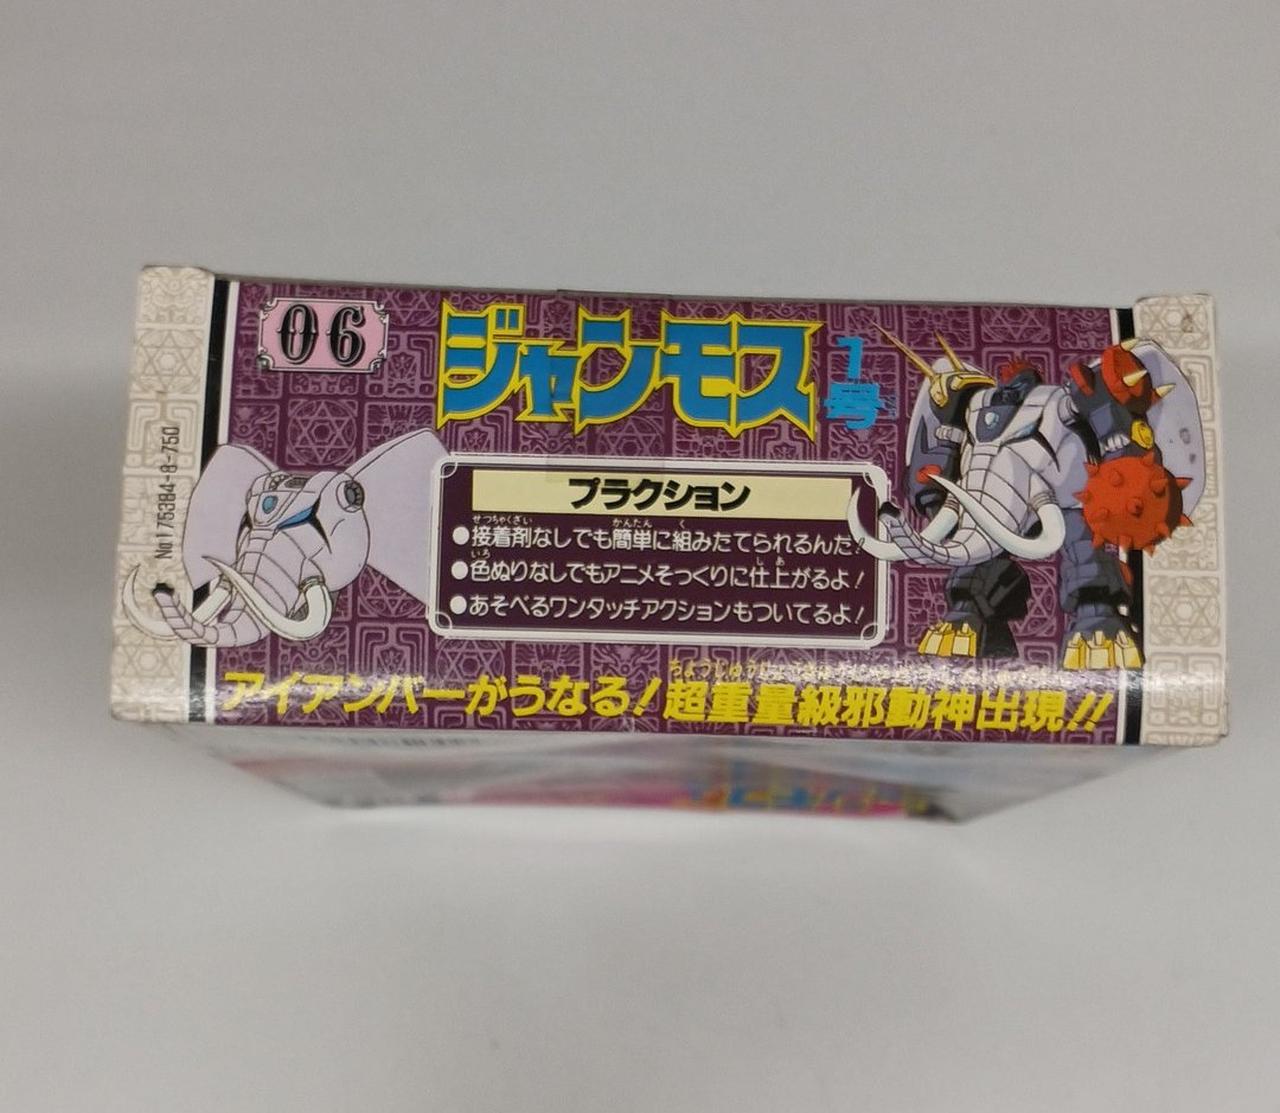 06
ジャンモス
1号
No.175384-8-750
プラクション
●接着剤なしでも簡単に組みたてられるんだ!
●色ぬりなしでもアニメそっくりに仕上がるよ!
●あそべるワンタッチアクションもついてるよ!
アイアンバーがうなる!超重量級邪動神出現!!